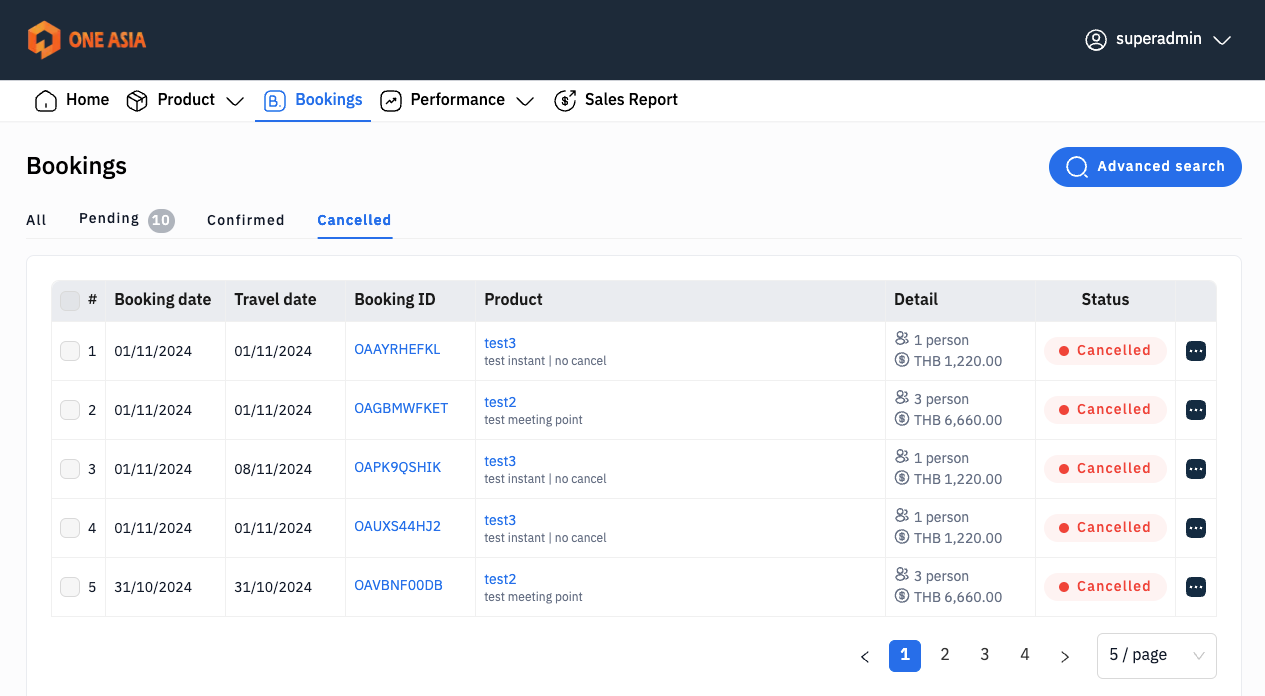 ONE ASIA
superadmin
Home Product B. Bookings Performance $ Sales Report
Bookings
Advanced search
All Pending 10 Confirmed Cancelled
# Booking date Travel date Booking ID Product Detail Status
1 01/11/2024 01/11/2024 OAAYRHEFKL test3 1 person Cancelled
test instant | no cancel $ THB 1,220.00
2 01/11/2024 01/11/2024 OAGBMWFKET test2 3 person Cancelled
test meeting point $ THB 6,660.00
3 01/11/2024 08/11/2024 OAPK9QSHIK test3 1 person Cancelled
test instant | no cancel $ THB 1,220.00
4 01/11/2024 01/11/2024 OAUXS44HJ2 test3 1 person Cancelled
test instant | no cancel $ THB 1,220.00
5 31/10/2024 31/10/2024 OAVBNF00DB test2 3 person Cancelled
test meeting point $ THB 6,660.00
< 1 2 3 4 > 5 / page